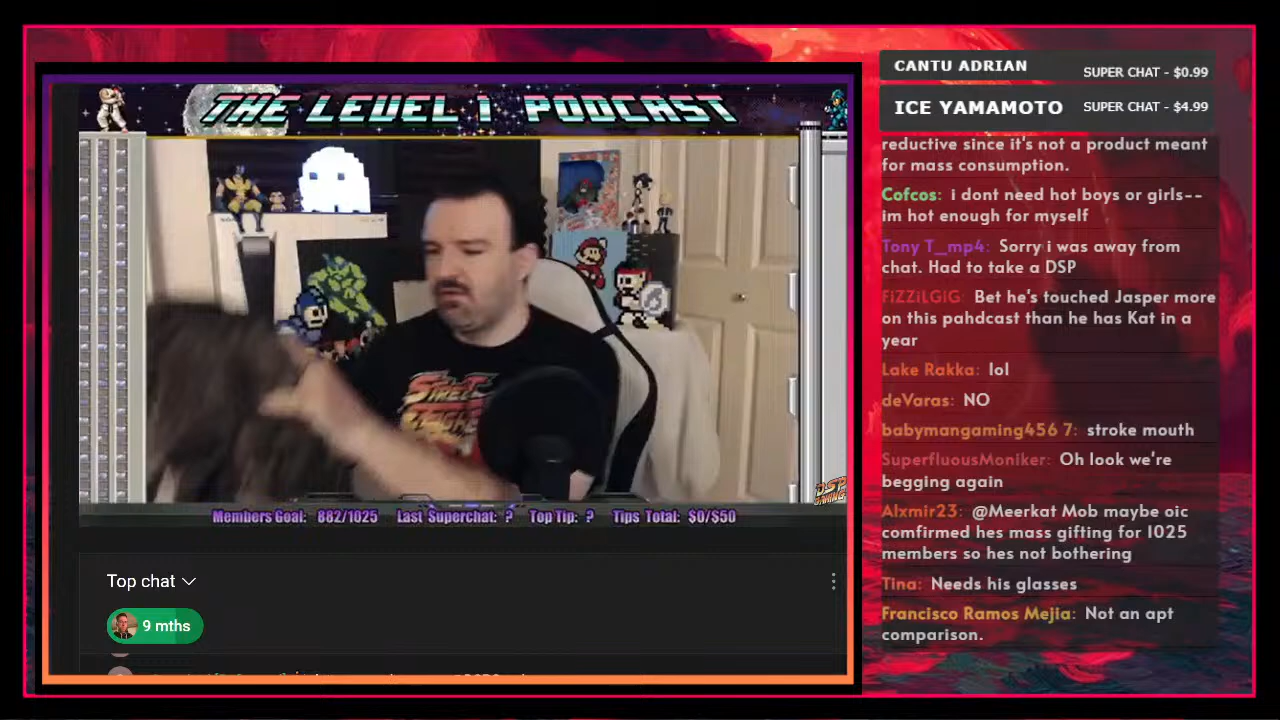 THE LEVEL 1 PODCAST
STREET
FIGHTER
DSP
GAMING
Members Goal: 882/1025 Last Superchat: ? Top Tip: ? Tips Total: $0/$50
Top chat
9 mths
CANTU ADRIAN SUPER CHAT - $0.99
ICE YAMAMOTO SUPER CHAT - $4.99
reductive since it's not a product meant
for mass consumption.
Cofcos: i dont need hot boys or girls--
im hot enough for myself
Tony T_mp4: Sorry i was away from
chat. Had to take a DSP
FiZZiLGiG: Bet he's touched Jasper more
on this pahdcast than he has Kat in a
year
Lake Rakka: lol
deVaras: NO
babymangaming456 7: stroke mouth
SuperfluousMoniker: Oh look we're
begging again
Alxmir23: @Meerkat Mob maybe oic
comfirmed hes mass gifting for 1025
members so hes not bothering
Tina: Needs his glasses
Francisco Ramos Mejia: Not an apt
comparison.